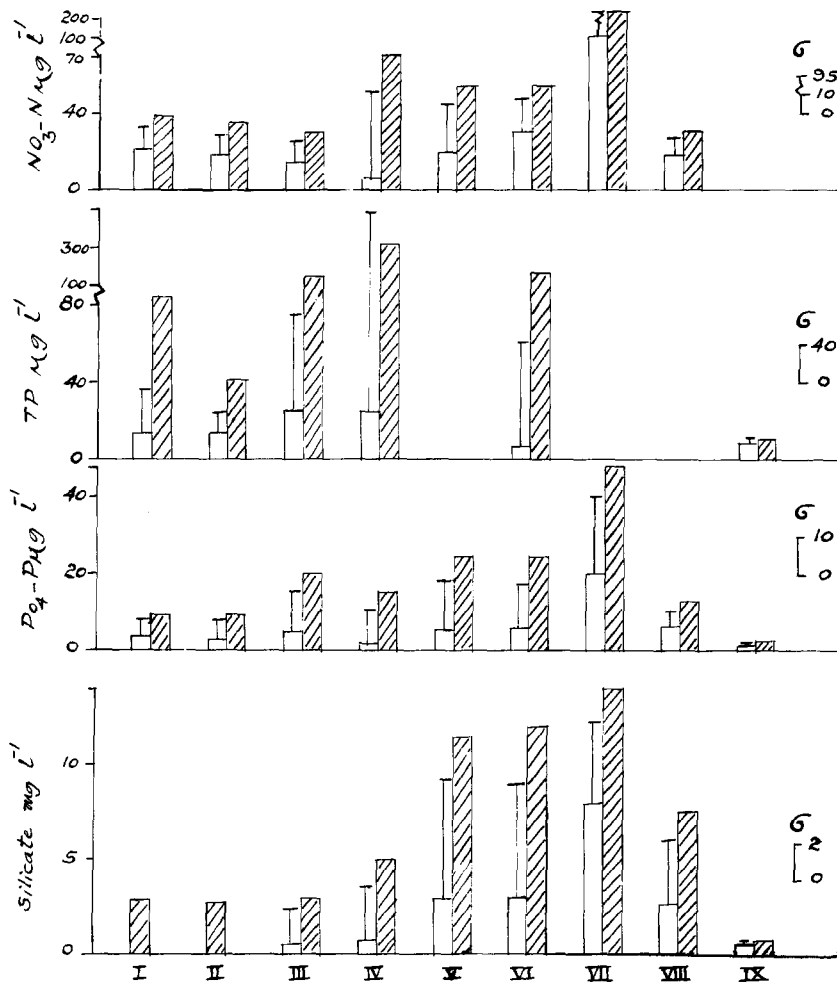 NO₃-N µg l⁻¹
200
100
70
40
0
σ
95
10
0
TP µg l⁻¹
300
100
80
40
0
σ
40
0
PO₄-P µg l⁻¹
40
20
0
σ
10
0
Silicate mg l⁻¹
10
5
0
σ
2
0
I II III IV V VI VII VIII IX